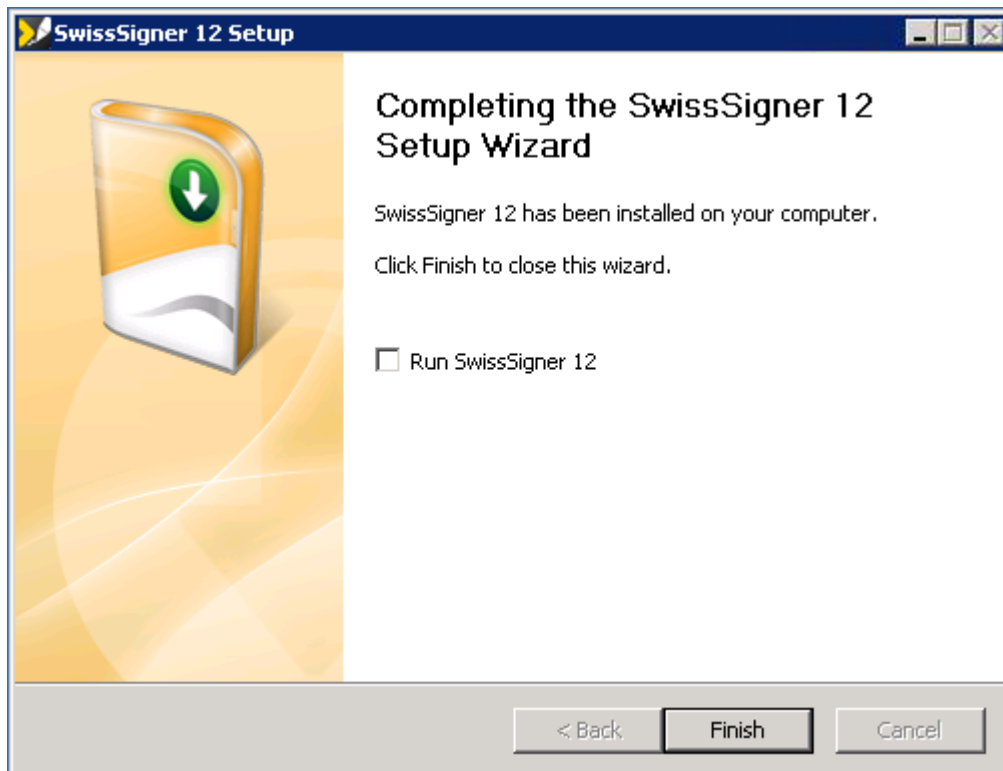 SwissSigner 12 Setup
Completing the SwissSigner 12
Setup Wizard
SwissSigner 12 has been installed on your computer.
Click Finish to close this wizard.
Run SwissSigner 12
< Back
Finish
Cancel